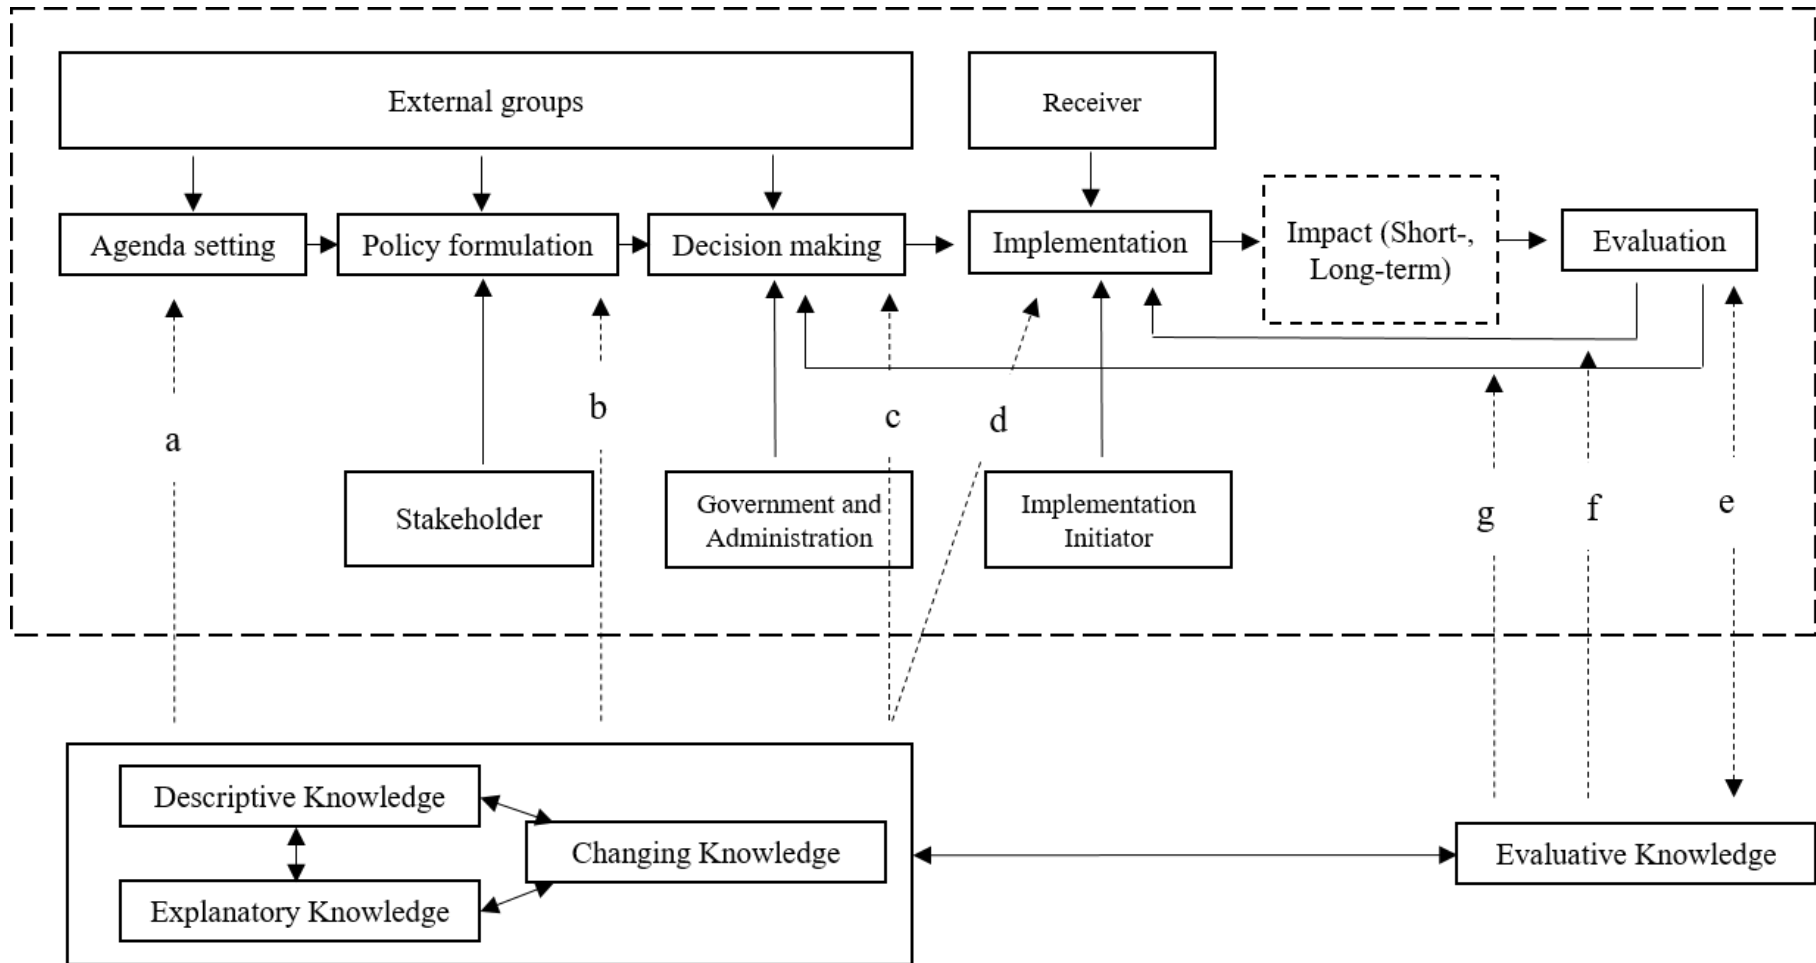 External groups
Receiver
Agenda setting
Policy formulation
Decision making
Implementation
Impact (Short-,
Long-term)
Evaluation
a
b
c
d
Stakeholder
Government and
Administration
Implementation
Initiator
g
f
e
Descriptive Knowledge
Changing Knowledge
Explanatory Knowledge
Evaluative Knowledge